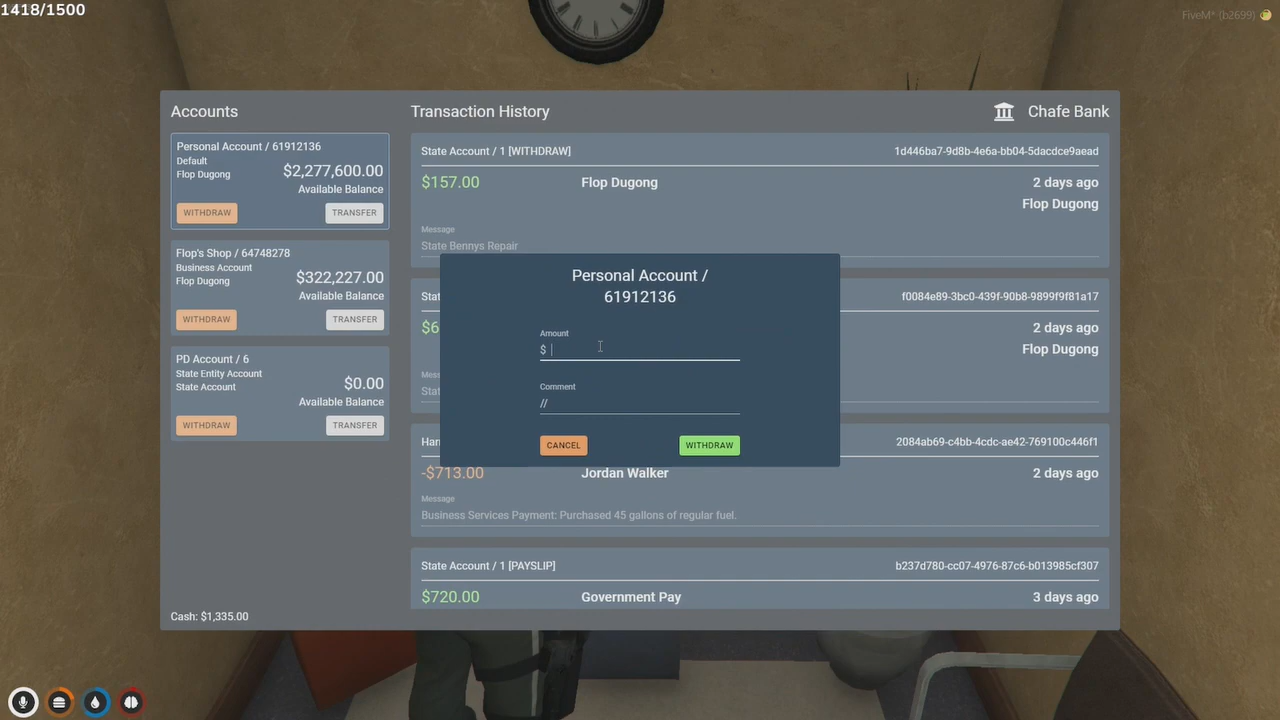 1418/1500
FiveM* (b2699)
Accounts
Personal Account / 61912136
Default
Flop Dugong
$2,277,600.00
Available Balance
WITHDRAW
TRANSFER
Flop's Shop / 64748278
Business Account
Flop Dugong
$322,227.00
Available Balance
WITHDRAW
TRANSFER
PD Account / 6
State Entity Account
State Account
$0.00
Available Balance
WITHDRAW
TRANSFER
Cash: $1,335.00
Transaction History
Chafe Bank
State Account / 1 [WITHDRAW]
1d446ba7-9d8b-4e6a-bb04-5dacdce9aead
$157.00
Flop Dugong
2 days ago
Flop Dugong
Message
State Bennys Repair
f0084e89-3bc0-439f-90b8-9899f9f81a17
2 days ago
Flop Dugong
2084ab69-c4bb-4cdc-ae42-769100c446f1
-$713.00
Jordan Walker
2 days ago
Message
Business Services Payment: Purchased 45 gallons of regular fuel.
State Account / 1 [PAYSLIP]
b237d780-cc07-4976-87c6-b013985cf307
$720.00
Government Pay
3 days ago
Personal Account /
61912136
Amount
$
Comment
//
CANCEL
WITHDRAW